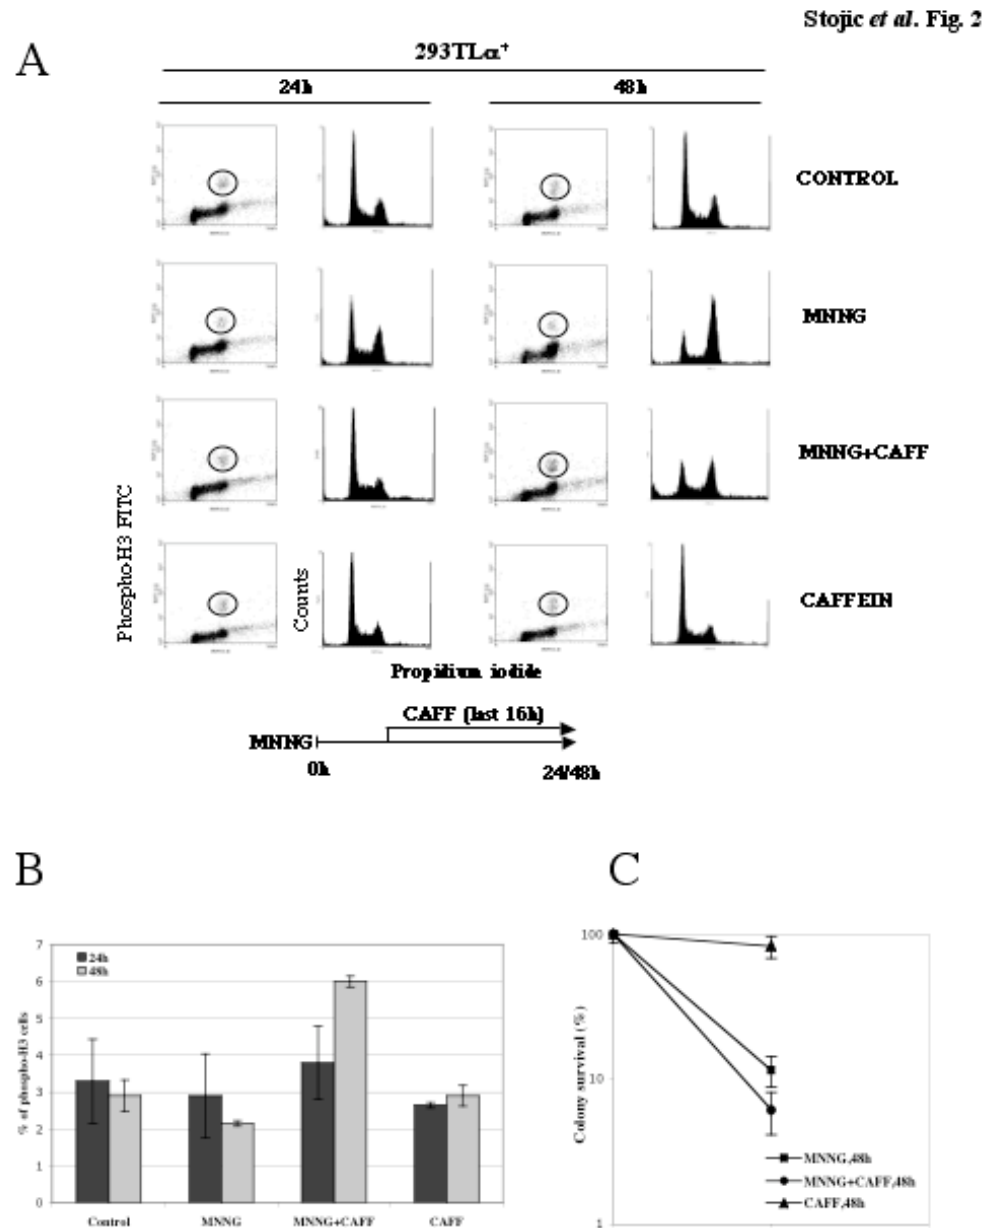 Stojic et al. Fig. 2
A
293TLα⁺
24h 48h
CONTROL
MNNG
MNNG+CAFF
CAFFEIN
Phospho-H3 FITC
Counts
Propidium iodide
CAFF (last 16h)
MNNG
0h 24/48h
B
7
6
5
4
3
2
1
0
% of phospho-H3 cells
24h
48h
Control MNNG MNNG+CAFF CAFF
C
100
10
1
Colony survival (%)
MNNG,48h
MNNG+CAFF,48h
CAFF,48h